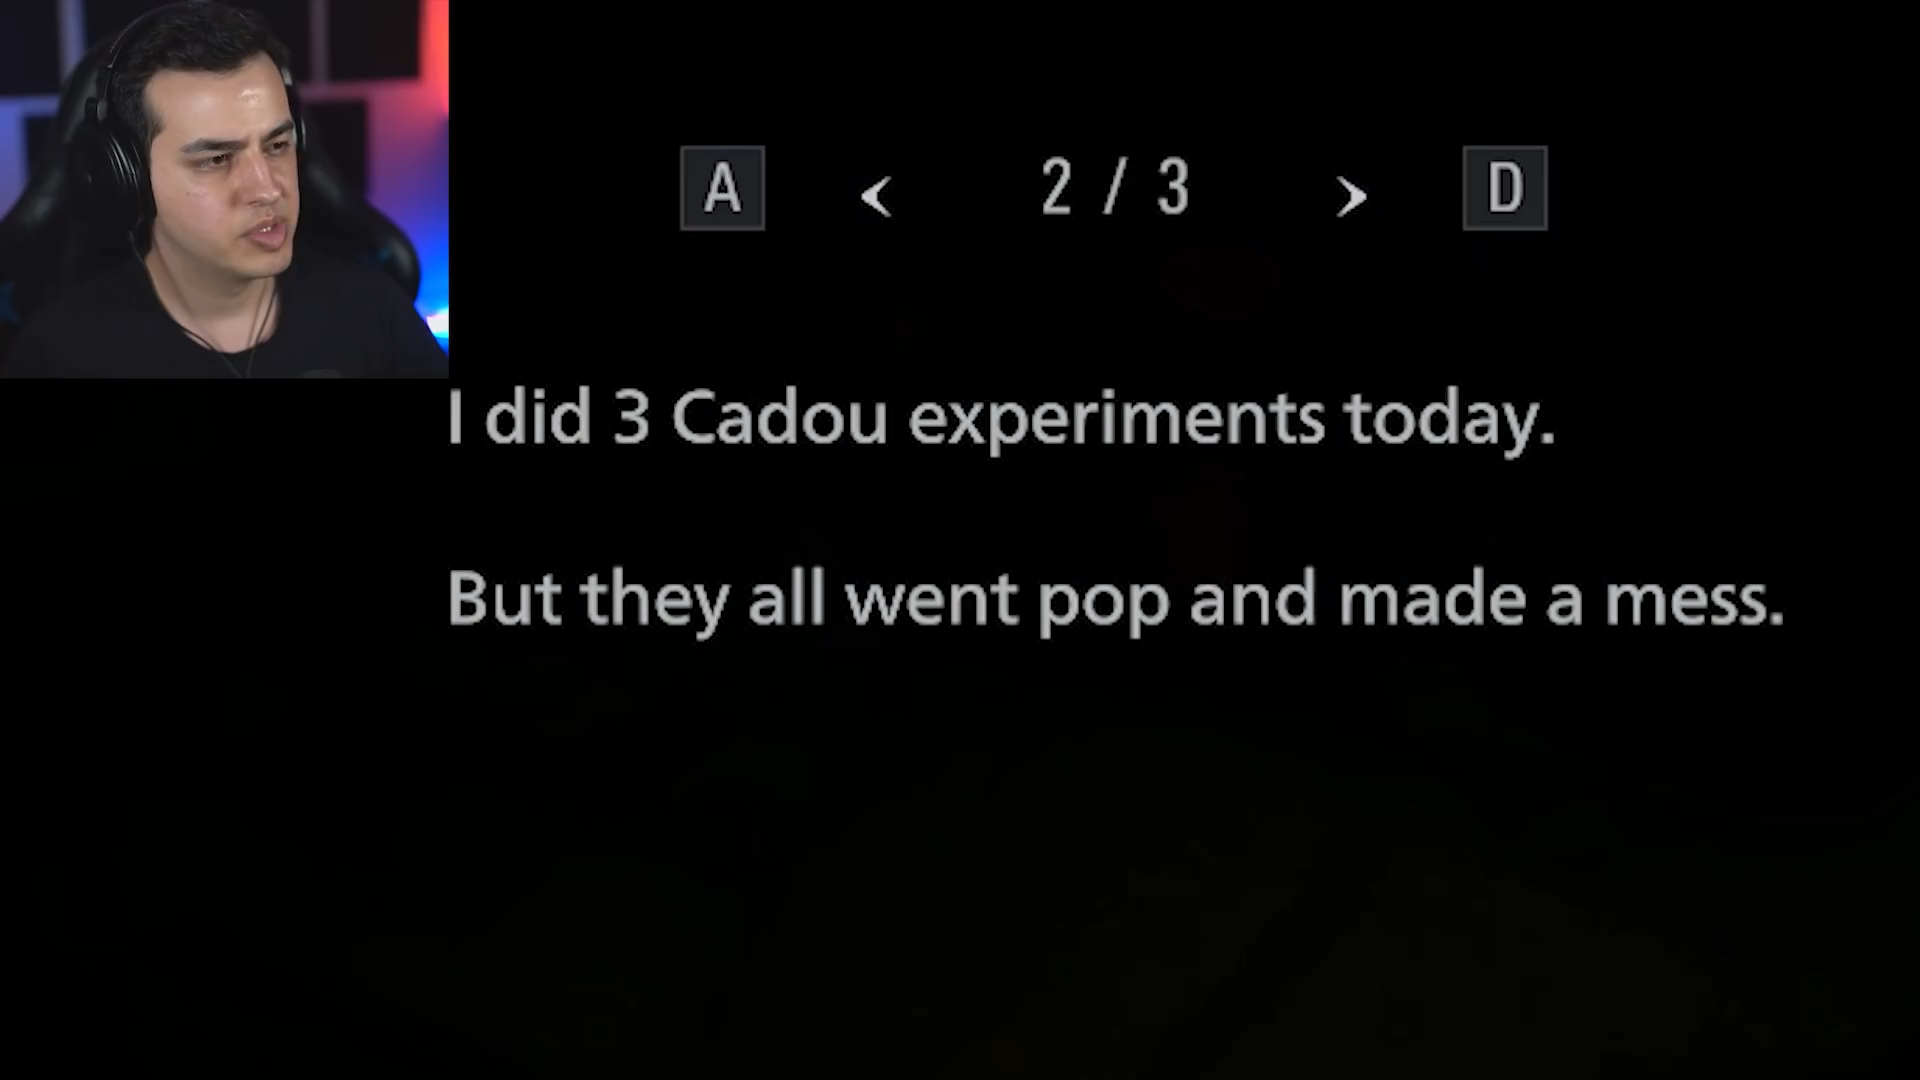 A < 2 / 3 > D
I did 3 Cadou experiments today.
But they all went pop and made a mess.